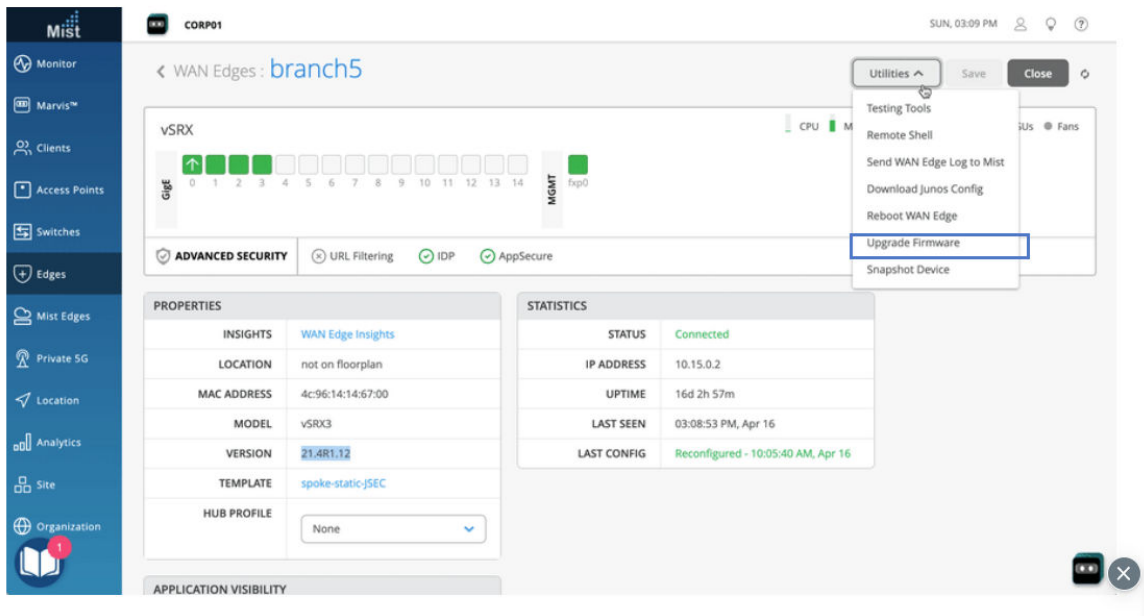 Mist
CORP01
SUN, 03:09 PM
?
Monitor
Marvis™
Clients
Access Points
Switches
Edges
Mist Edges
Private 5G
Location
Analytics
Site
Organization
1
WAN Edges : branch5
Utilities
Save
Close
Testing Tools
Remote Shell
Send WAN Edge Log to Mist
Download Junos Config
Reboot WAN Edge
Upgrade Firmware
Snapshot Device
vSRX
CPU
Fans
GigE
0 1 2 3 4 5 6 7 8 9 10 11 12 13 14
MGMT
fxp0
ADVANCED SECURITY
URL Filtering
IDP
AppSecure
PROPERTIES
INSIGHTS WAN Edge Insights
LOCATION not on floorplan
MAC ADDRESS 4c:96:14:14:67:00
MODEL vSRX3
VERSION 21.4R1.12
TEMPLATE spoke-static-JSEC
HUB PROFILE None
STATISTICS
STATUS Connected
IP ADDRESS 10.15.0.2
UPTIME 16d 2h 57m
LAST SEEN 03:08:53 PM, Apr 16
LAST CONFIG Reconfigured - 10:05:40 AM, Apr 16
APPLICATION VISIBILITY